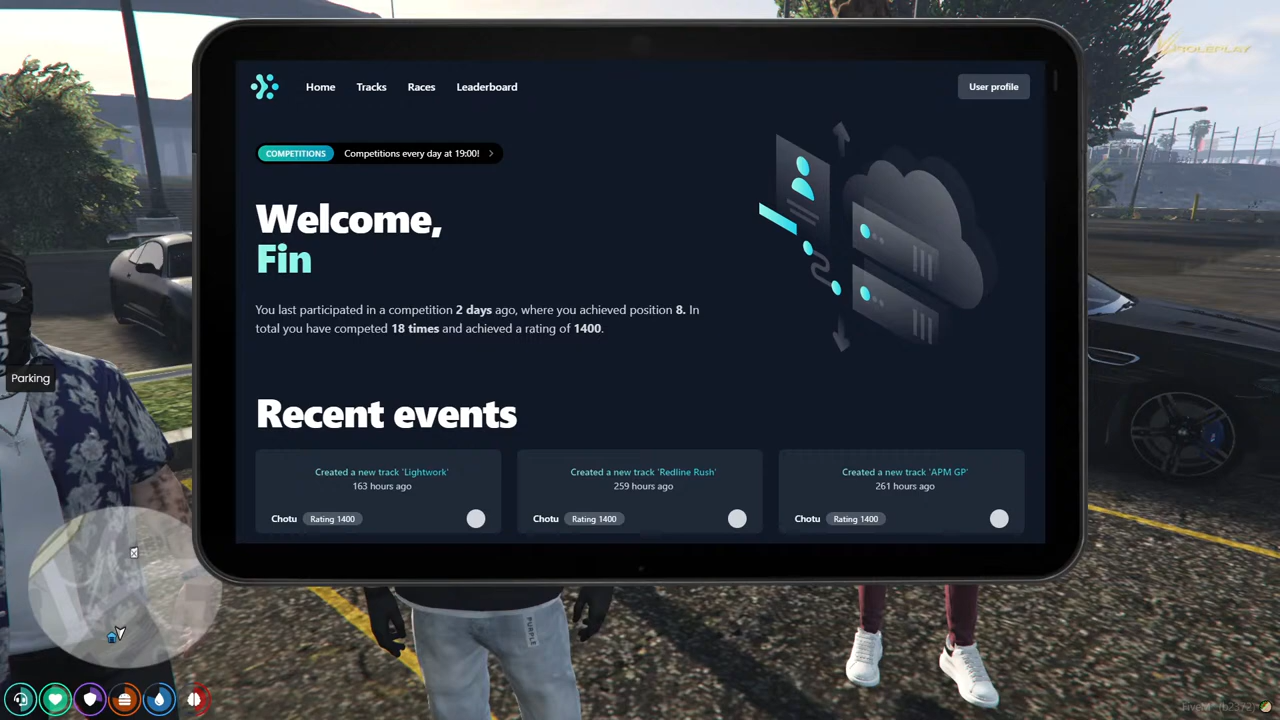 ROLEPLAY
Home Tracks Races Leaderboard User profile
COMPETITIONS Competitions every day at 19:00!
Welcome,
Fin
You last participated in a competition 2 days ago, where you achieved position 8. In
total you have competed 18 times and achieved a rating of 1400.
Parking
Recent events
Created a new track 'Lightwork'
163 hours ago
Chotu Rating 1400
Created a new track 'Redline Rush'
259 hours ago
Chotu Rating 1400
Created a new track 'APM GP'
261 hours ago
Chotu Rating 1400
PURPLE